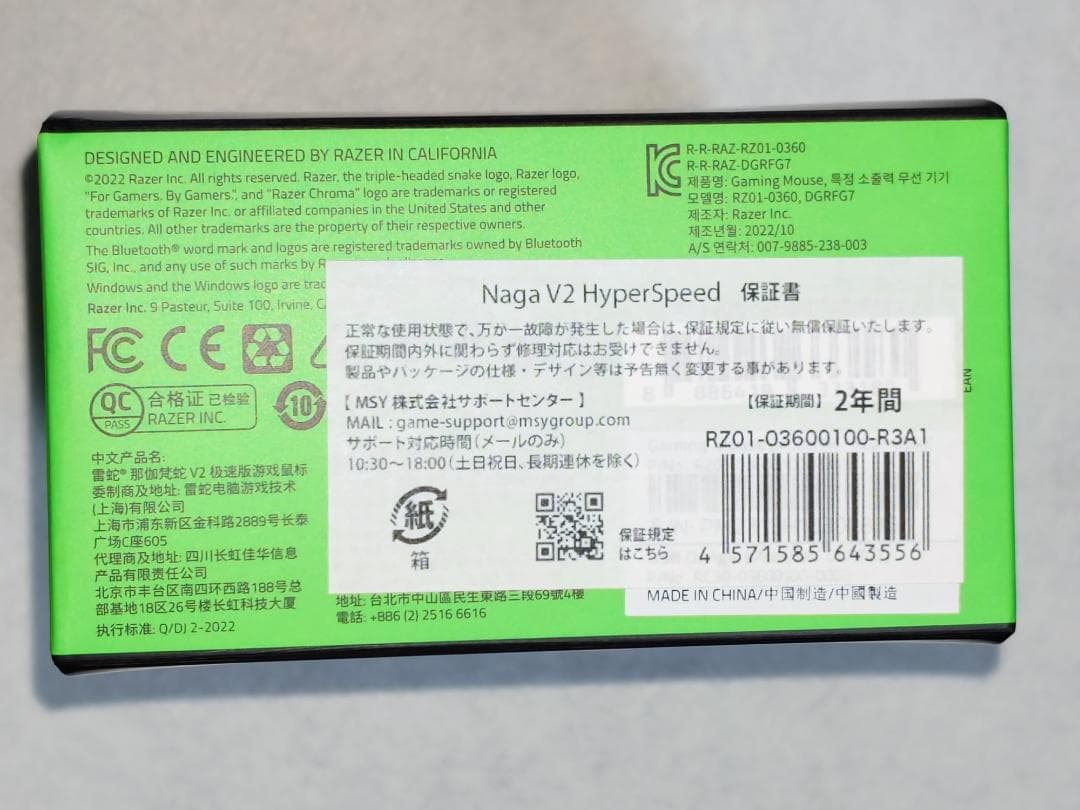 DESIGNED AND ENGINEERED BY RAZER IN CALIFORNIA
©2022 Razer Inc. All rights reserved. Razer, the triple-headed snake logo, Razer logo,
"For Gamers. By Gamers.", and "Razer Chroma" logo are trademarks or registered
trademarks of Razer Inc. or affiliated companies in the United States and other
countries. All other trademarks are the property of their respective owners.
The Bluetooth® word mark and logos are registered trademarks owned by Bluetooth
SIG, Inc., and any use of such marks by
Windows and the Windows logo are
Razer Inc. 9 Pasteur, Suite 100, Irvine,
FC CE
QC PASS
合格证 已检验
RAZER INC.
10
中文产品名:
雷蛇® 那伽梵蛇 V2 极速版游戏鼠标
委制商及地址: 雷蛇电脑游戏技术
(上海)有限公司
上海市浦东新区金科路2889号长泰
广场C座605
代理商及地址: 四川长虹佳华信息
产品有限责任公司
北京市丰台区南四环西路188号总
部基地18区26号楼长虹科技大厦
执行标准: Q/DJ 2-2022
R-R-RAZ-RZ01-0360
R-R-RAZ-DGRFG7
제품명: Gaming Mouse, 특정 소출력 무선 기기
모델명: RZ01-0360, DGRFG7
제조자: Razer Inc.
제조년월: 2022/10
A/S 연락처: 007-9885-238-003
Naga V2 HyperSpeed 保証書
正常な使用状態で、万が一故障が発生した場合は、保証規定に従い無償保証いたします。
保証期間内外に関わらず修理対応はお受けできません。
製品やパッケージの仕様・デザイン等は予告無く変更する事があります。
【 MSY 株式会社サポートセンター 】
MAIL : game-support@msygroup.com
サポート対応時間(メールのみ)
10:30～18:00(土日祝日、長期連休を除く)
【保証期間】 2年間
RZ01-03600100-R3A1
紙
箱
保証規定
はこちら
4 571585 643556
EAN
地址: 台北市中山區民生東路三段69號4樓
電話: +886 (2) 2516 6616
MADE IN CHINA/中国制造/中國製造